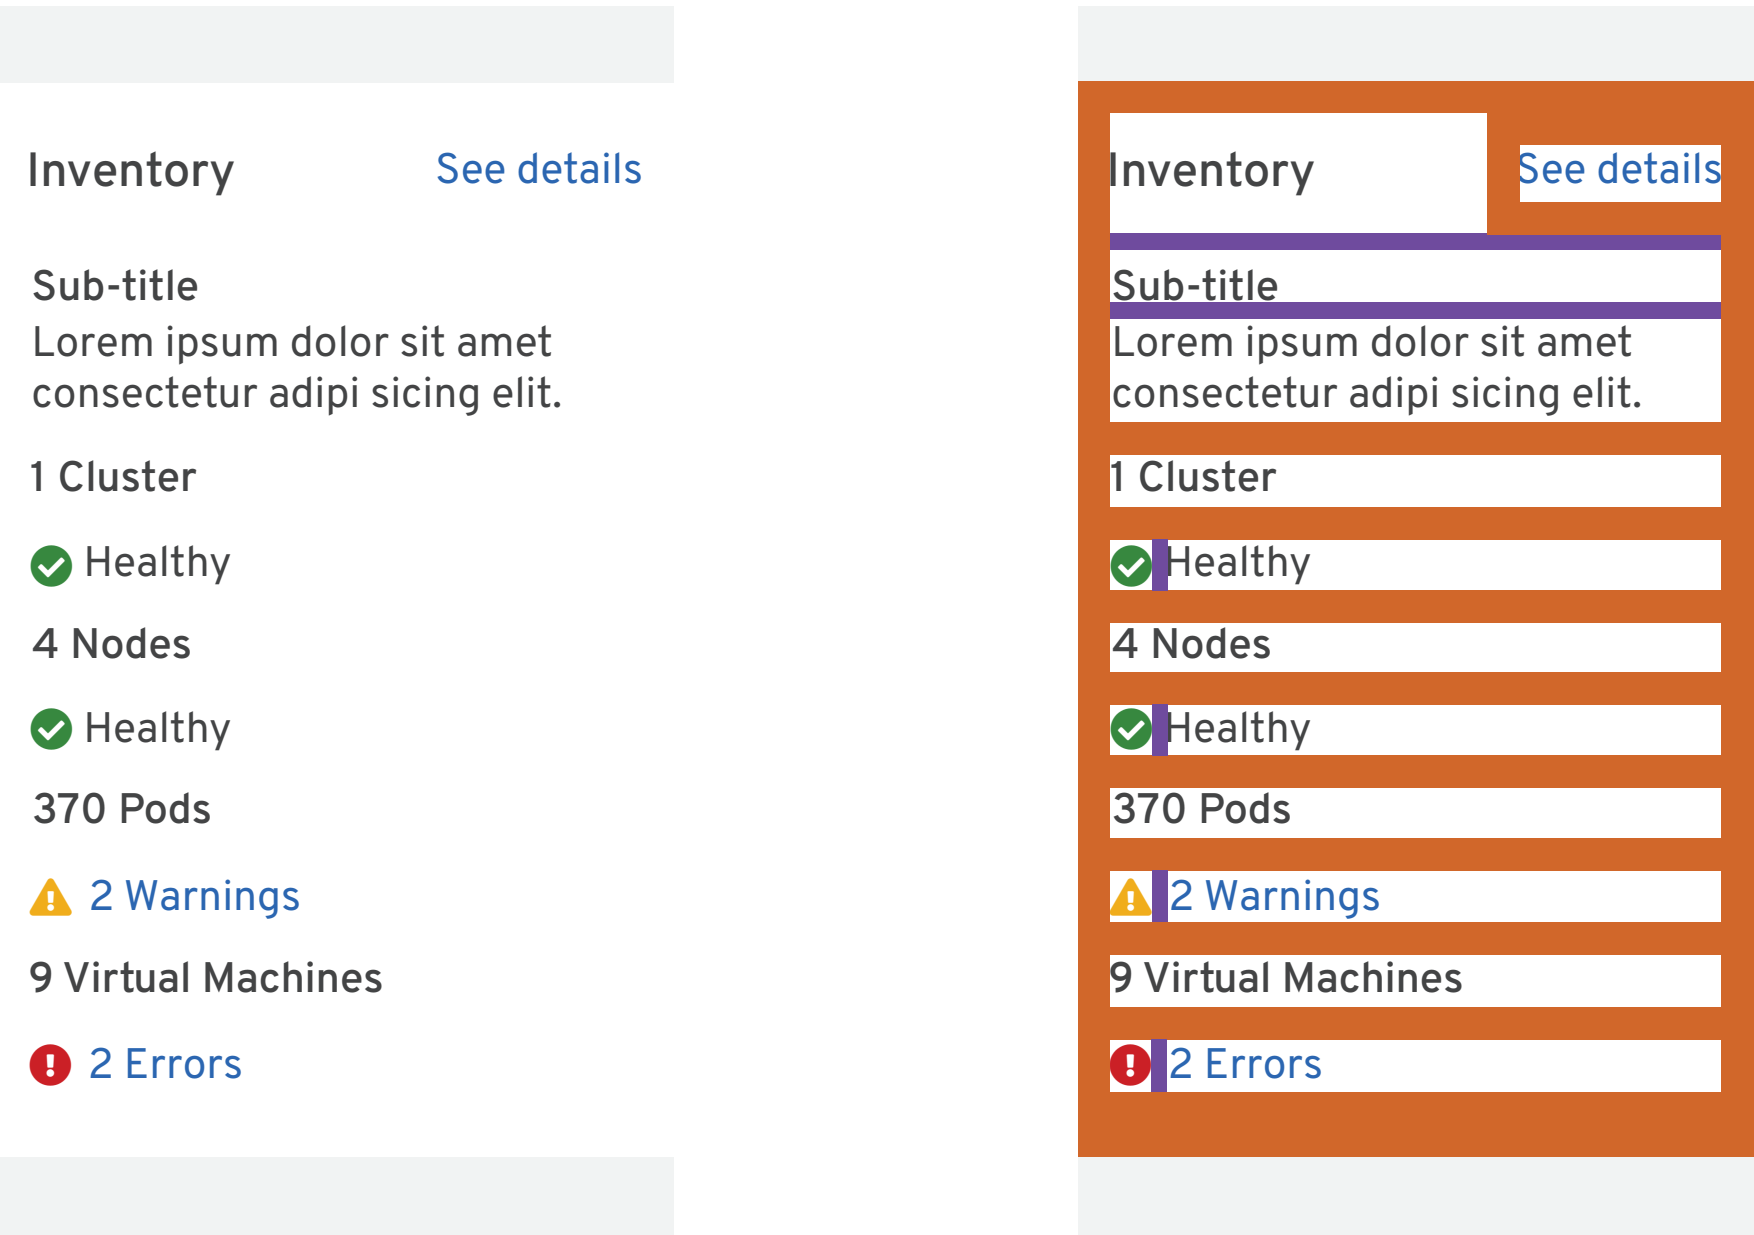 Inventory
See details
Sub-title
Lorem ipsum dolor sit amet
consectetur adipi sicing elit.
1 Cluster
Healthy
4 Nodes
Healthy
370 Pods
2 Warnings
9 Virtual Machines
2 Errors
Inventory
See details
Sub-title
Lorem ipsum dolor sit amet
consectetur adipi sicing elit.
1 Cluster
Healthy
4 Nodes
Healthy
370 Pods
2 Warnings
9 Virtual Machines
2 Errors